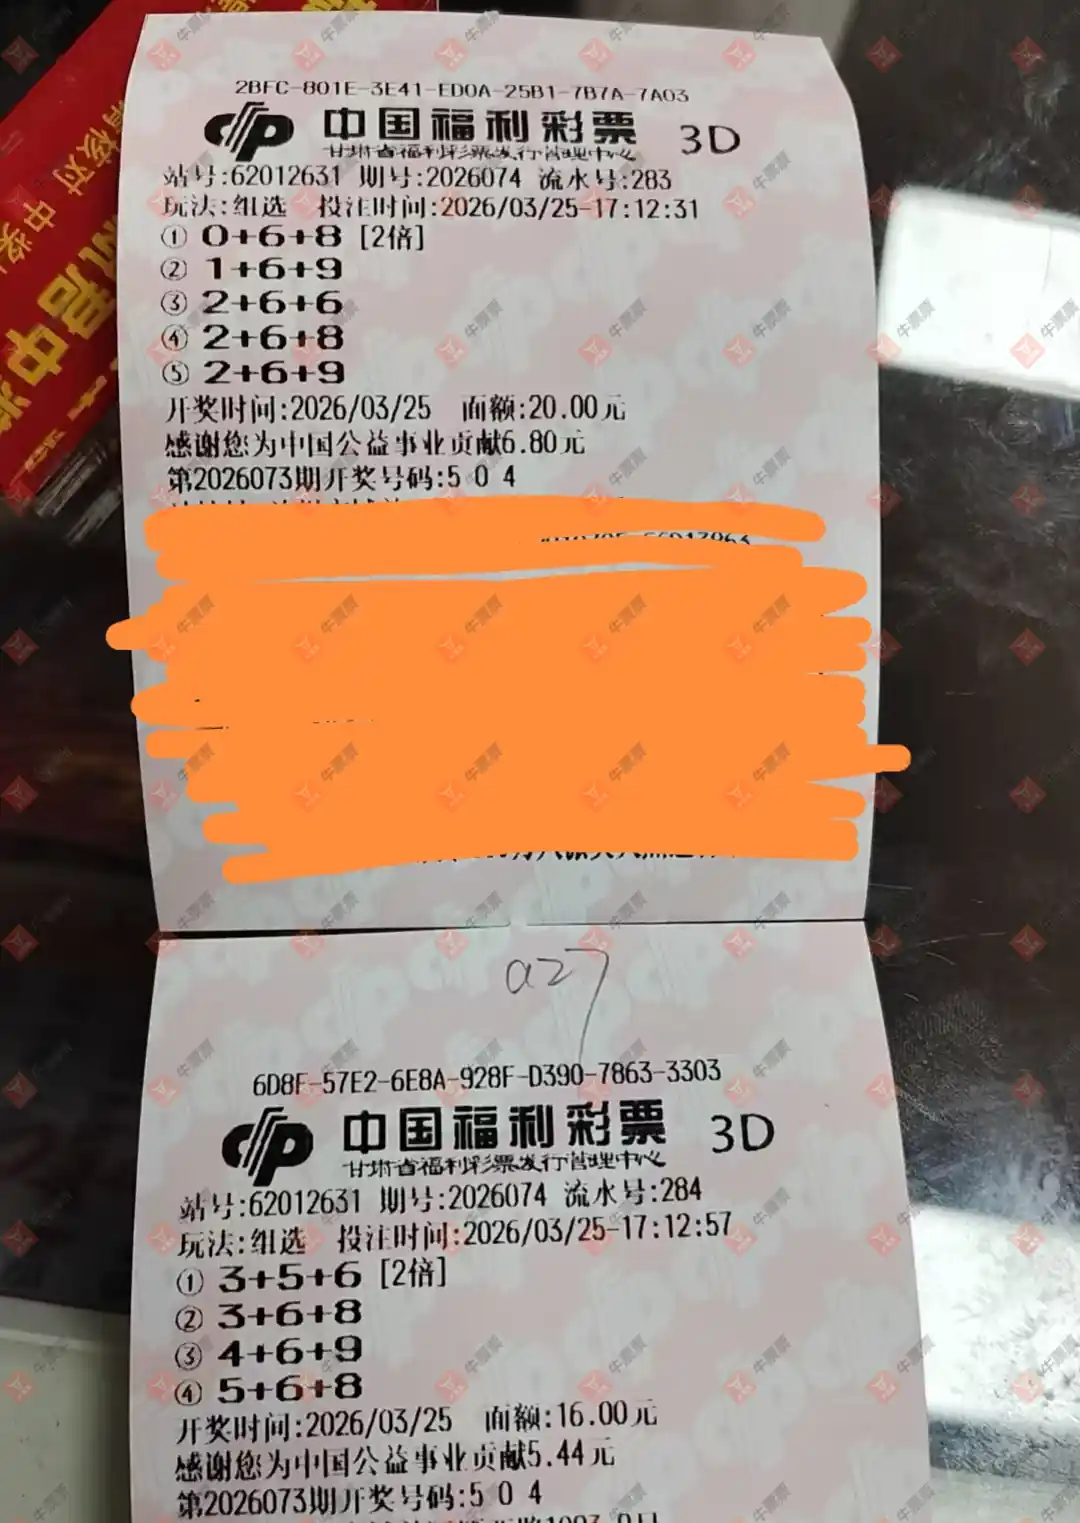 2BFC-801E-3E41-ED0A-25B1-7B7A-7A03
中国福利彩票 3D
甘肃省福利彩票发行管理中心
站号:62012631 期号:2026074 流水号:283
玩法:组选 投注时间:2026/03/25-17:12:31
① 0+6+8 [2倍]
② 1+6+9
③ 2+6+6
④ 2+6+8
⑤ 2+6+9
开奖时间:2026/03/25 面额:20.00元
感谢您为中国公益事业贡献6.80元
第2026073期开奖号码:5 0 4
a27
6D8F-57E2-6E8A-928F-D390-7863-3303
中国福利彩票 3D
甘肃省福利彩票发行管理中心
站号:62012631 期号:2026074 流水号:284
玩法:组选 投注时间:2026/03/25-17:12:57
① 3+5+6 [2倍]
② 3+6+8
③ 4+6+9
④ 5+6+8
开奖时间:2026/03/25 面额:16.00元
感谢您为中国公益事业贡献5.44元
第2026073期开奖号码:5 0 4
牛票票